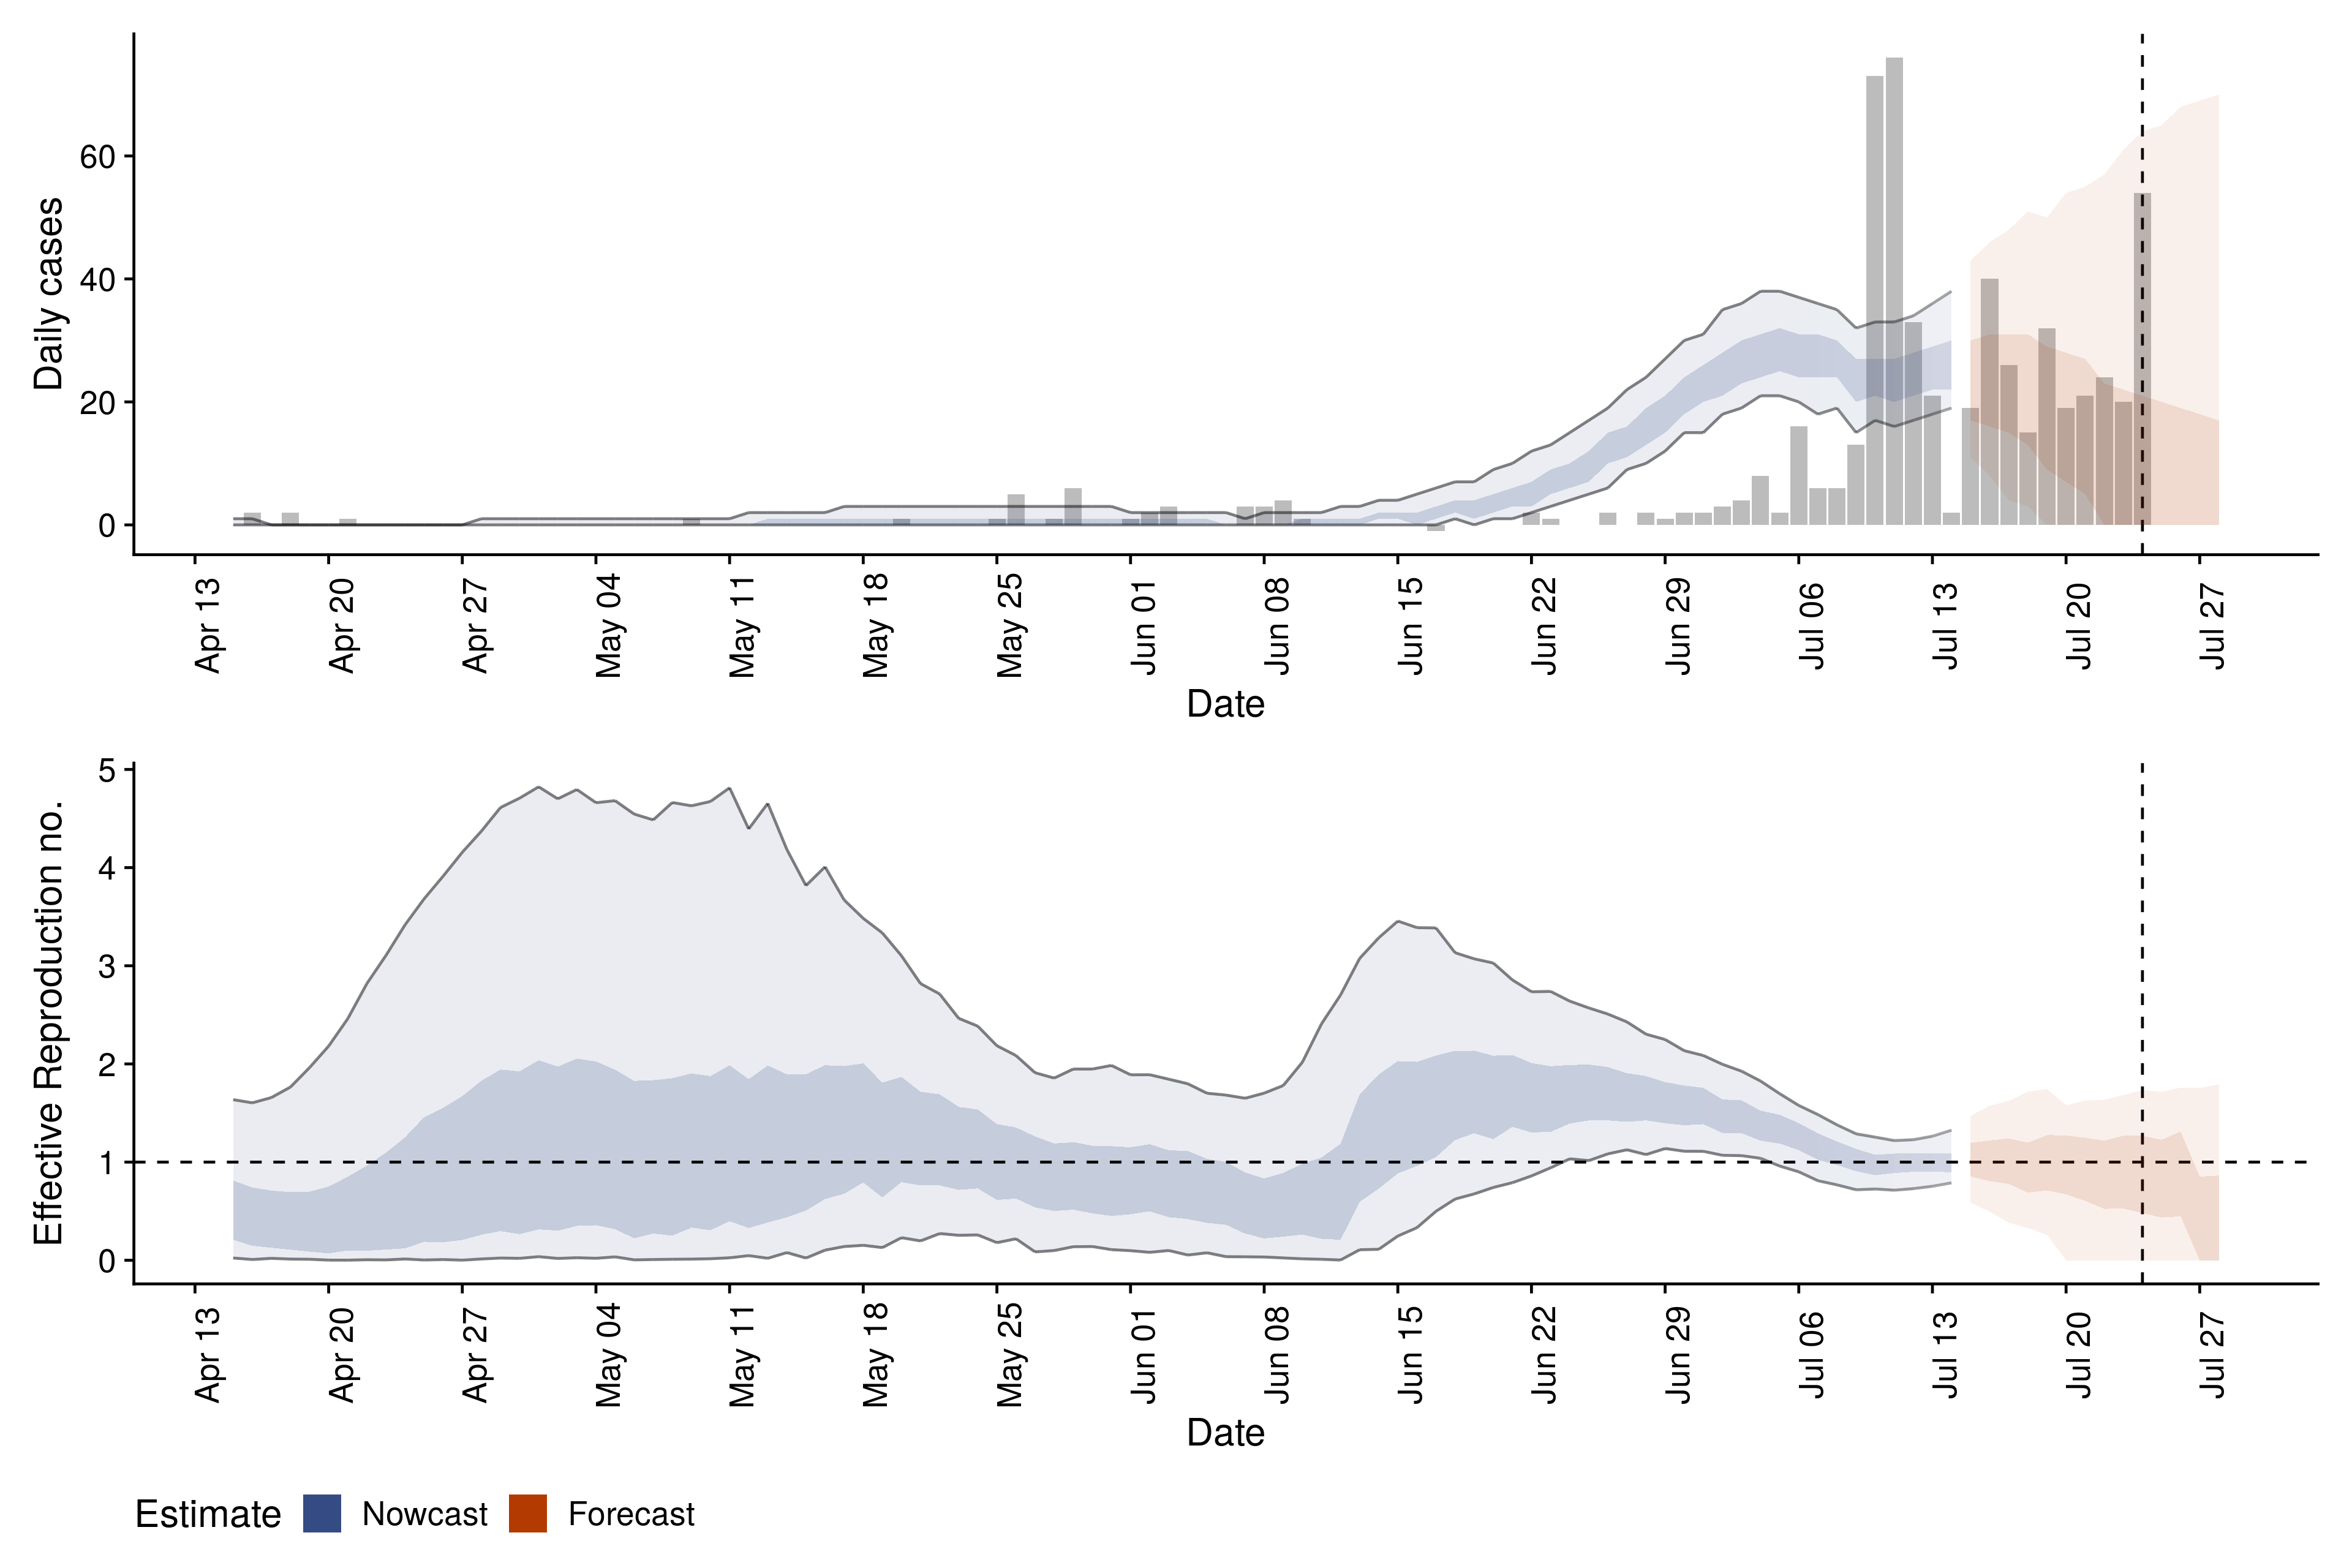 Daily cases
60
40
20
0
Apr 13
Apr 20
Apr 27
May 04
May 11
May 18
May 25
Jun 01
Jun 08
Jun 15
Jun 22
Jun 29
Jul 06
Jul 13
Jul 20
Jul 27
Date
Effective Reproduction no.
5
4
3
2
1
0
Apr 13
Apr 20
Apr 27
May 04
May 11
May 18
May 25
Jun 01
Jun 08
Jun 15
Jun 22
Jun 29
Jul 06
Jul 13
Jul 20
Jul 27
Date
Estimate Nowcast Forecast